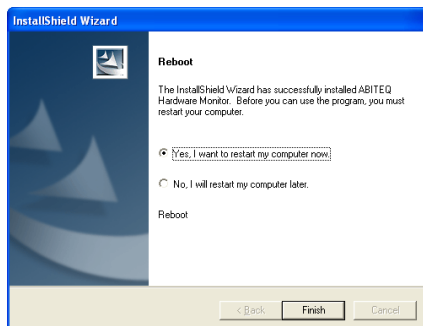 InstallShield Wizard
Reboot
The InstallShield Wizard has successfully installed ABITEQ
Hardware Monitor. Before you can use the program, you must
restart your computer.
Yes, I want to restart my computer now.
No, I will restart my computer later.
Reboot
< Back Finish Cancel